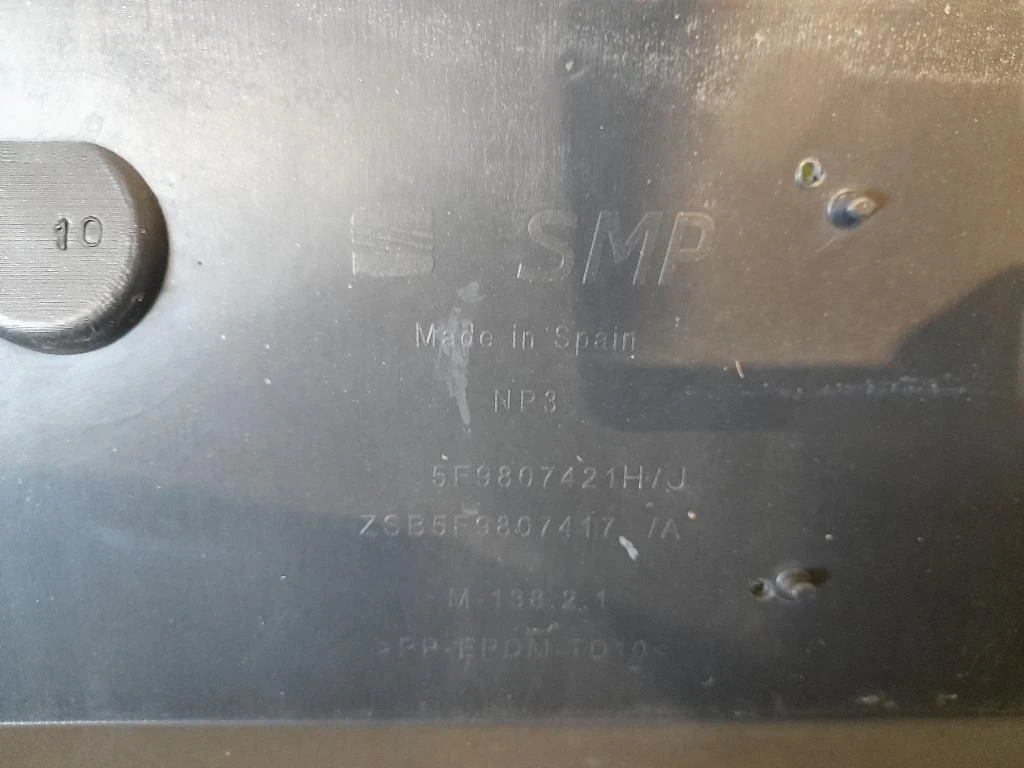 10
SMP
Made in Spain
NP3
5F9807421H/J
ZSB5F9807417 /A
M 138.2.1
>PP-EPDM-TD10<